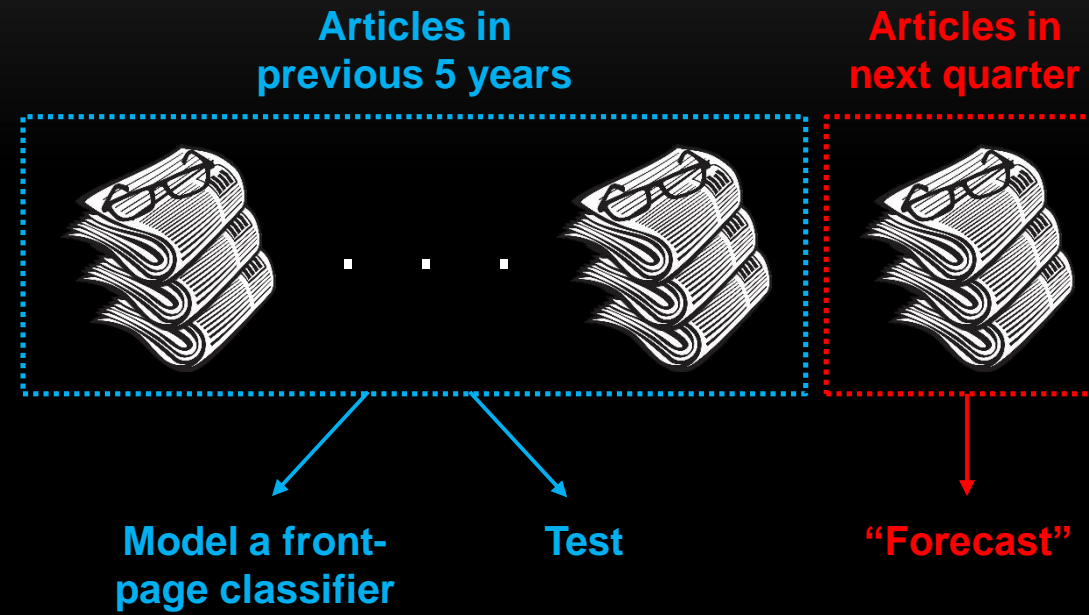 Articles in
previous 5 years
Articles in
next quarter
. . .
Model a front-
page classifier
Test
“Forecast”